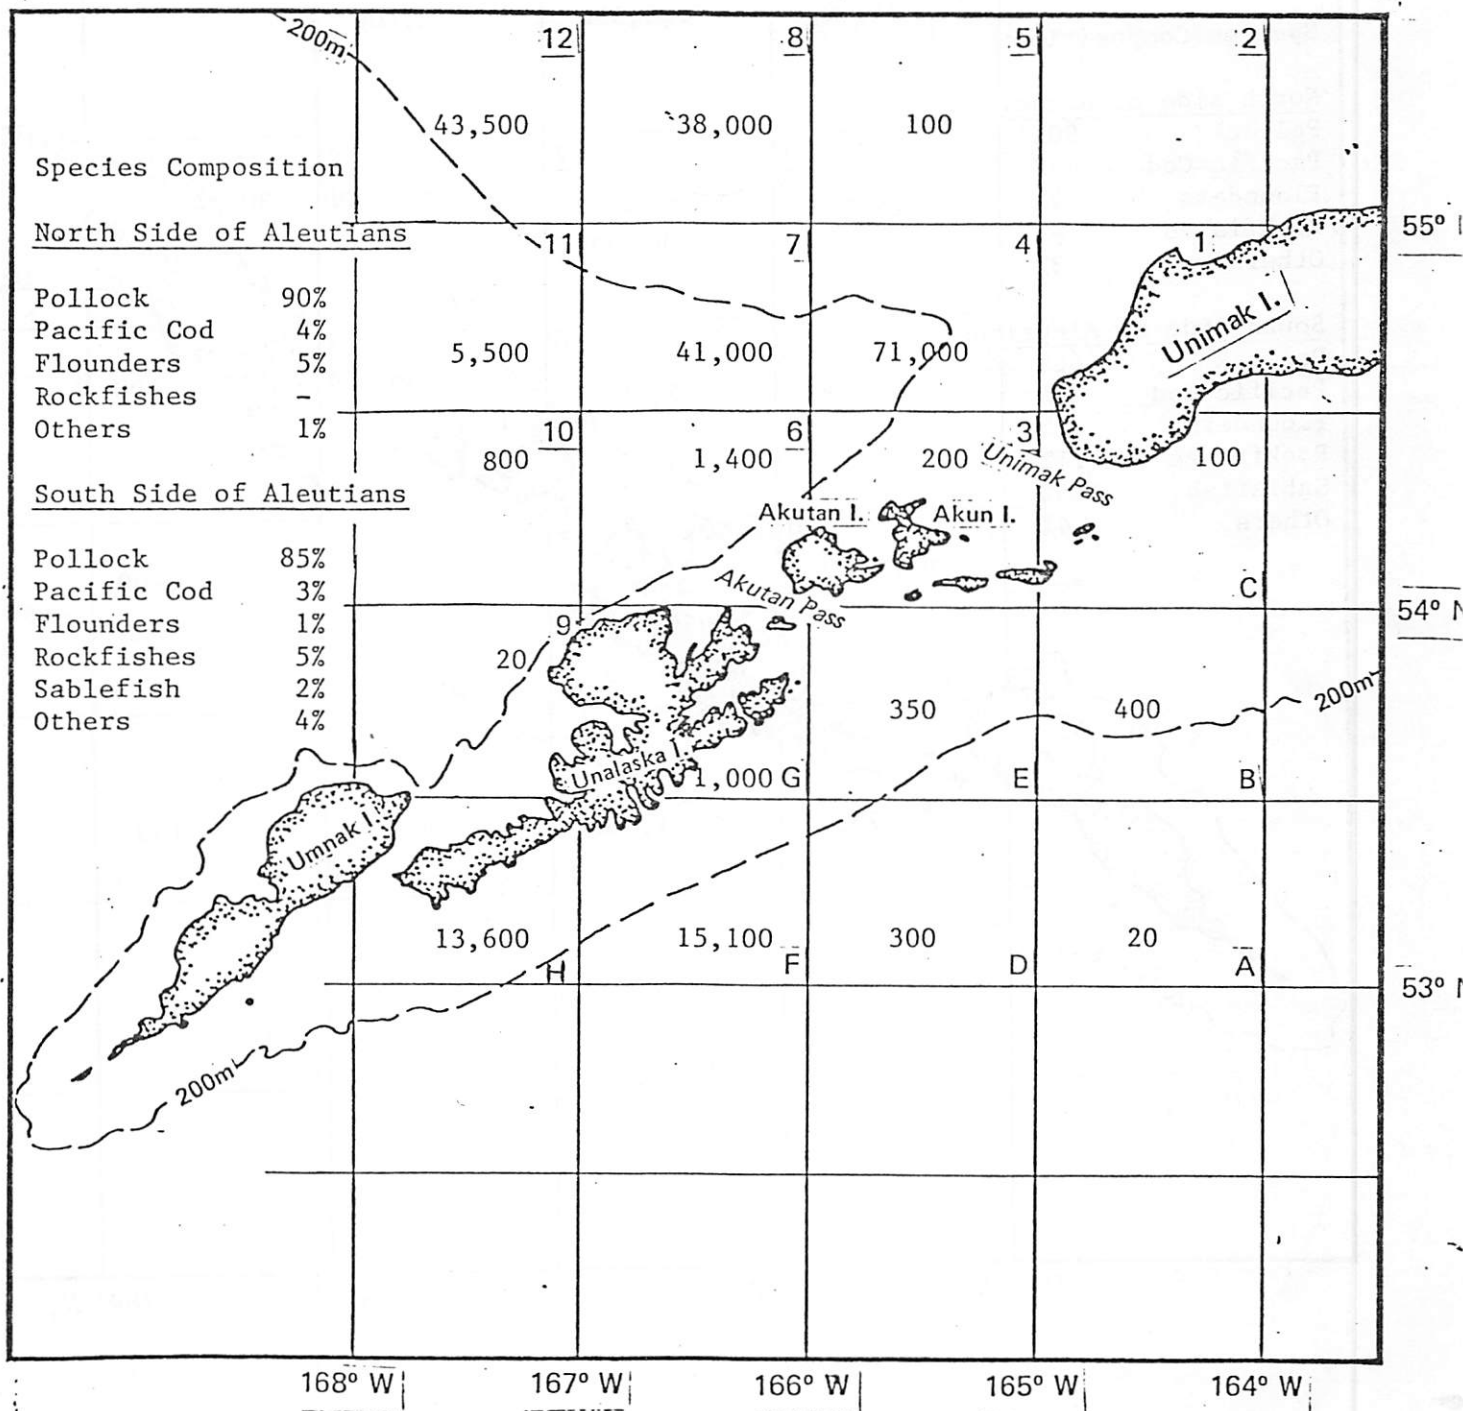 200m
12 8 5 2
43,500 38,000 100
Species Composition
North Side of Aleutians
55°
11 7 4 1
Pollock 90%
Pacific Cod 4%
Flounders 5%
Rockfishes -
Others 1%
Unimak I.
5,500 41,000 71,000
10 6 3
800 1,400 200 100
Unimak Pass
South Side of Aleutians
Akutan I. Akun I.
Pollock 85%
Pacific Cod 3%
Flounders 1%
Rockfishes 5%
Sablefish 2%
Others 4%
Akutan Pass
C
54° N
9
20
350 400
200m
Unalaska I.
1,000 G E B
Umnak I.
13,600 15,100 300 20
H F D A
53° N
200m
168° W 167° W 166° W 165° W 164° W